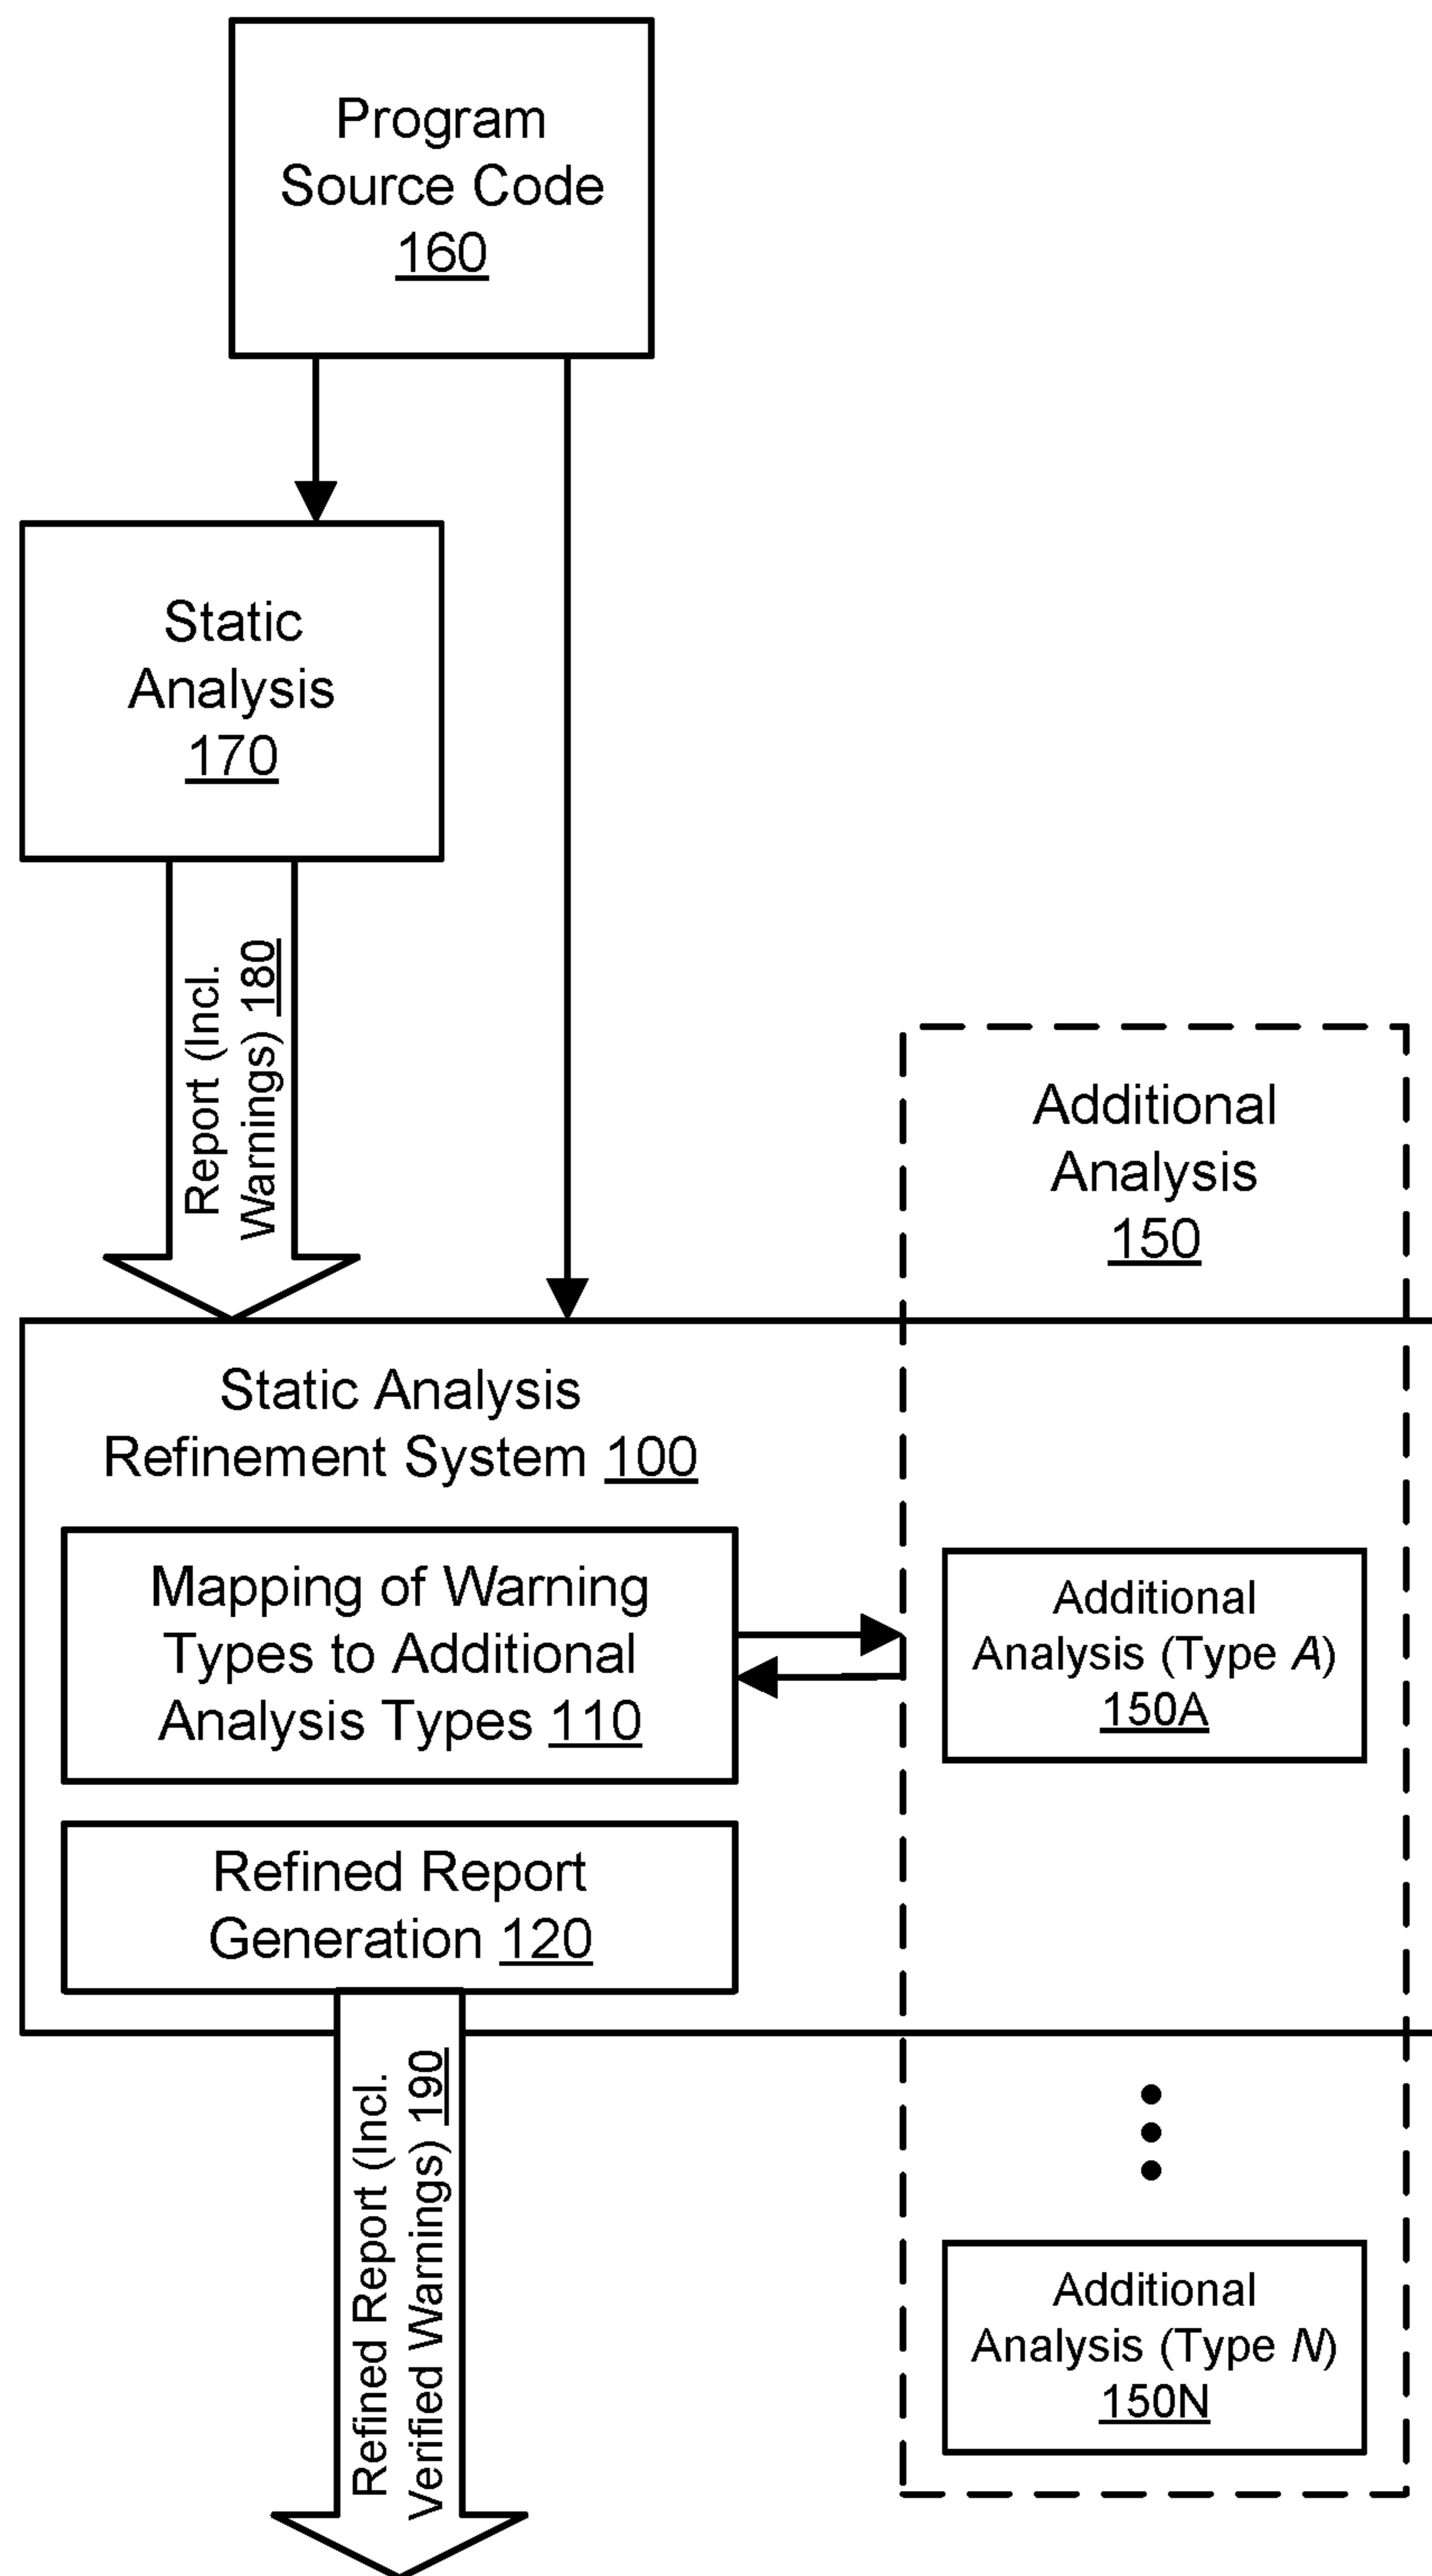 Program
Source Code
160
Static
Analysis
170
Report (Incl.
Warnings) 180
Additional
Analysis
150
Static Analysis
Refinement System 100
Mapping of Warning
Types to Additional
Analysis Types 110
Additional
Analysis (Type A)
150A
Refined Report
Generation 120
Refined Report (Incl.
Verified Warnings) 190
Additional
Analysis (Type N)
150N